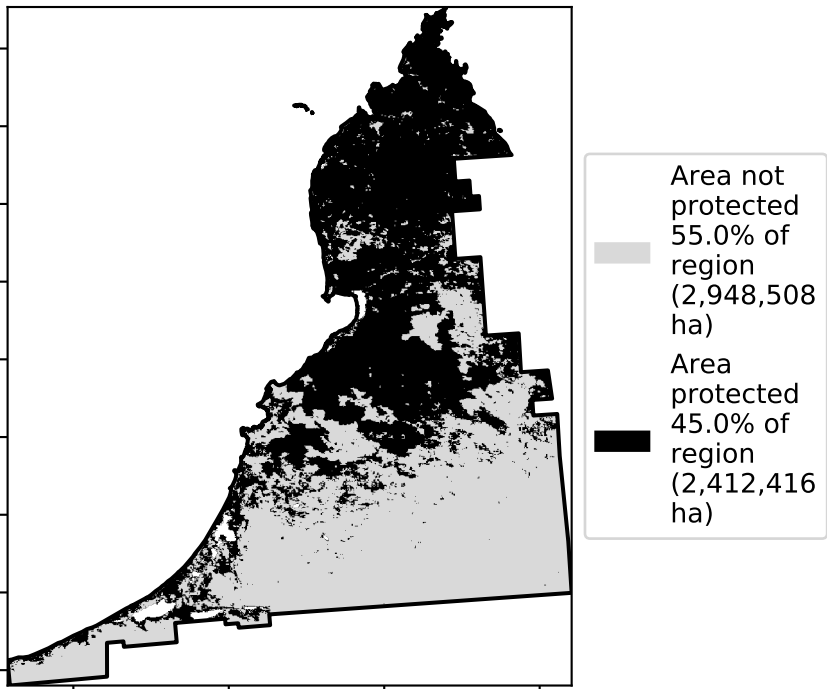 Area not
protected
55.0% of
region
(2,948,508
ha)
Area
protected
45.0% of
region
(2,412,416
ha)